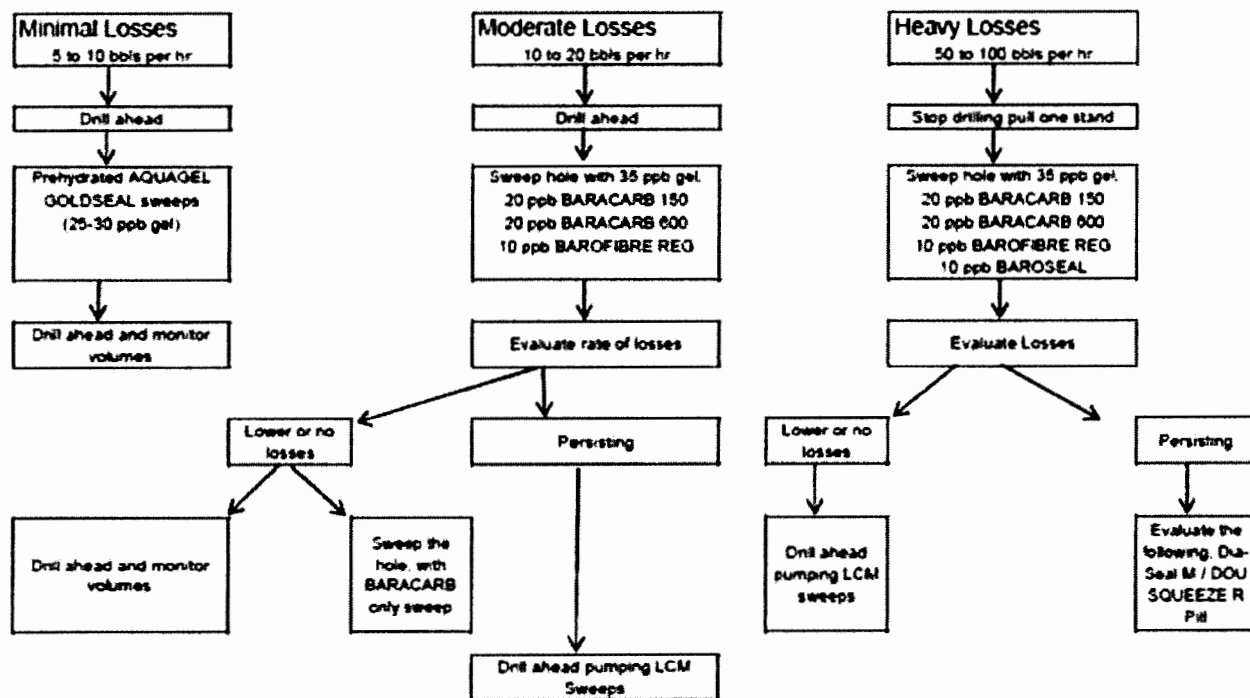 Minimal Losses
5 to 10 bbls per hr
Drill ahead
Prehydrated AQUAGEL
GOLDSEAL sweeps
(25-30 ppb gel)
Drill ahead and monitor
volumes
Moderate Losses
10 to 20 bbls per hr
Drill ahead
Sweep hole with 35 ppb gel,
20 ppb BARACARB 150
20 ppb BARACARB 600
10 ppb BAROFIBRE REG
Evaluate rate of losses
Lower or no
losses
Persisting
Drill ahead and monitor
volumes
Sweep the
hole, with
BARACARB
only sweep
Drill ahead pumping LCM
Sweeps
Heavy Losses
50 to 100 bbls per hr
Stop drilling pull one stand
Sweep hole with 35 ppb gel,
20 ppb BARACARB 150
20 ppb BARACARB 600
10 ppb BAROFIBRE REG
10 ppb BAROSEAL
Evaluate Losses
Lower or no
losses
Persisting
Drill ahead
pumping LCM
sweeps
Evaluate the
following, Dia-
Seal M / DOU
SQUEEZE R
Pill